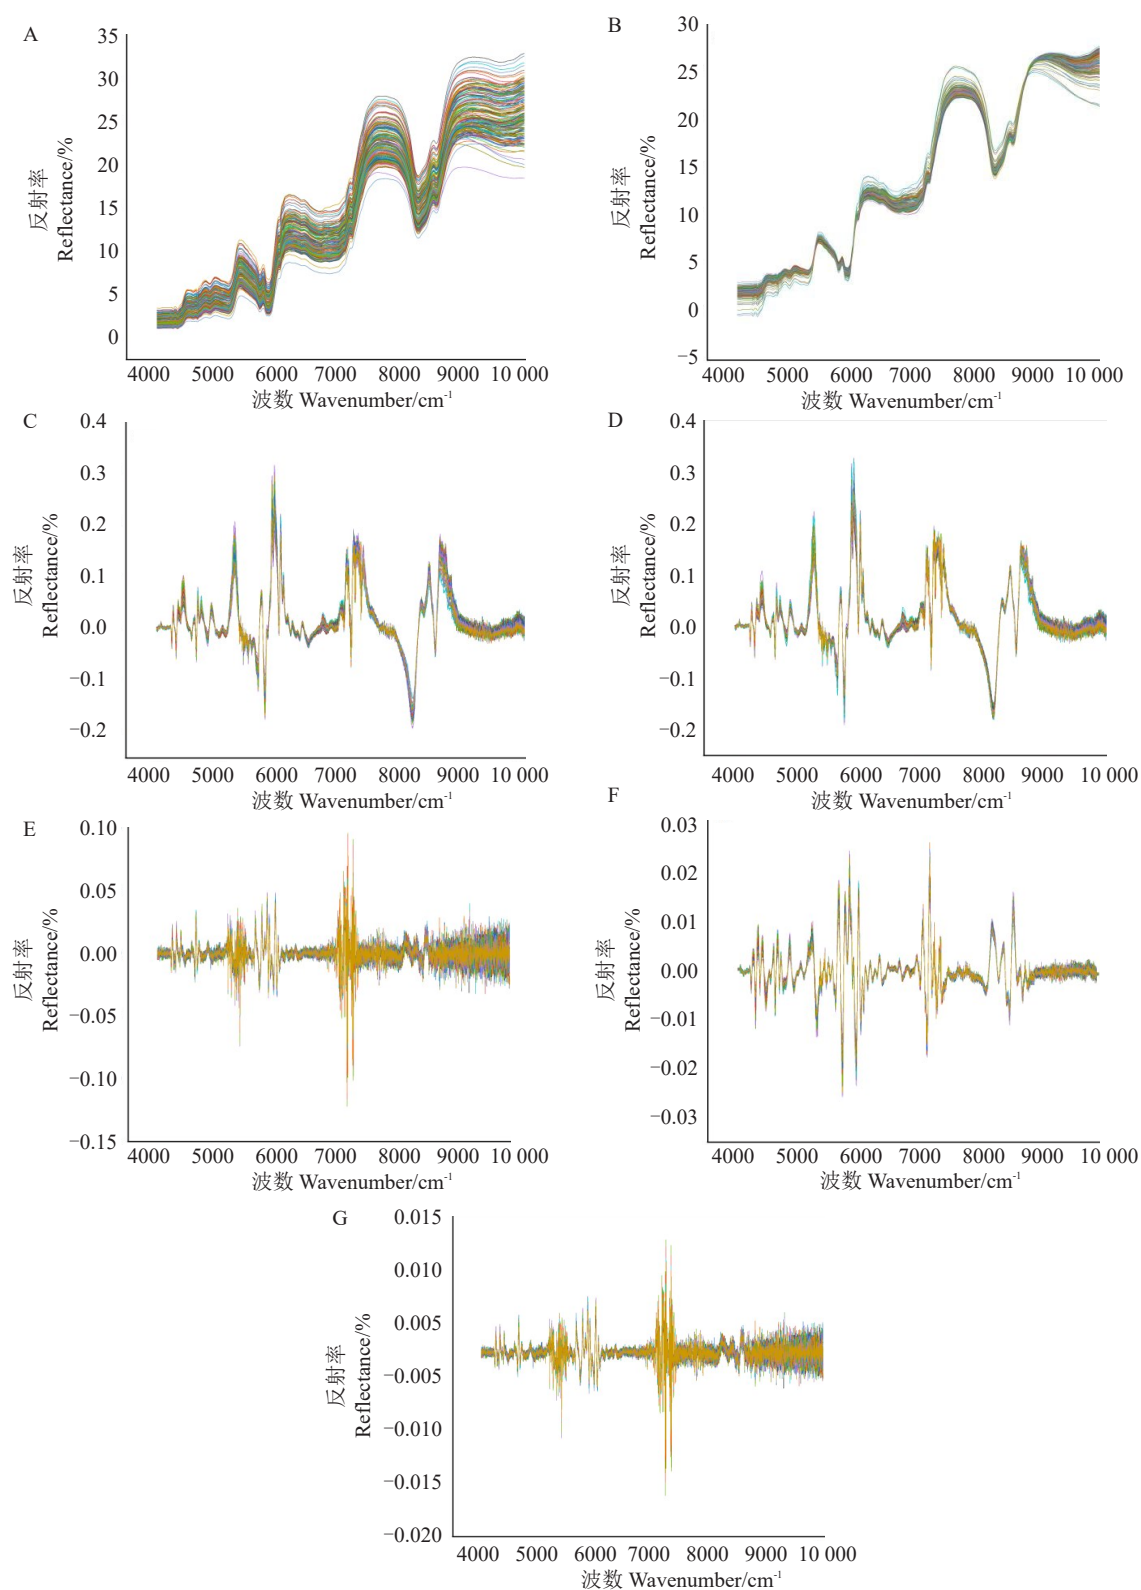 A
35
30
25
20
15
10
5
0
反射率
Reflectance/%
4000 5000 6000 7000 8000 9000 10 000
波数 Wavenumber/cm-1
B
30
25
20
15
10
5
0
−5
反射率
Reflectance/%
4000 5000 6000 7000 8000 9000 10 000
波数 Wavenumber/cm-1
C
0.4
0.3
0.2
0.1
0.0
−0.1
−0.2
反射率
Reflectance/%
4000 5000 6000 7000 8000 9000 10 000
波数 Wavenumber/cm-1
D
0.4
0.3
0.2
0.1
0.0
−0.1
−0.2
反射率
Reflectance/%
4000 5000 6000 7000 8000 9000 10 000
波数 Wavenumber/cm-1
E
0.10
0.05
0.00
−0.05
−0.10
−0.15
反射率
Reflectance/%
4000 5000 6000 7000 8000 9000 10 000
波数 Wavenumber/cm-1
F
0.03
0.02
0.01
0.00
−0.01
−0.02
−0.03
反射率
Reflectance/%
4000 5000 6000 7000 8000 9000 10 000
波数 Wavenumber/cm-1
G
0.015
0.010
0.005
−0.005
−0.010
−0.015
−0.020
反射率
Reflectance/%
4000 5000 6000 7000 8000 9000 10 000
波数 Wavenumber/cm-1